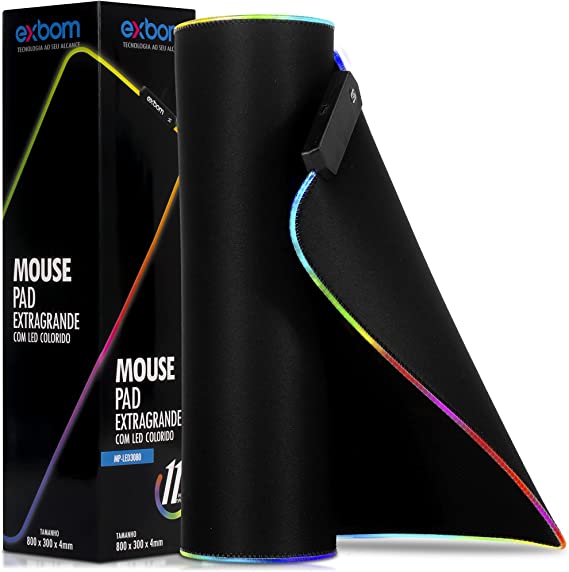 exbom
TECNOLOGIA AO SEU ALCANCE
exbom
MOUSE
PAD
EXTRAGRANDE
COM LED COLORIDO
TAMANHO
800 x 300 x 4mm
exbom
TECNOLOGIA AO SEU ALCANCE
MOUSE
PAD
EXTRAGRANDE
COM LED COLORIDO
MP-LED3080
11
TAMANHO
800 x 300 x 4mm